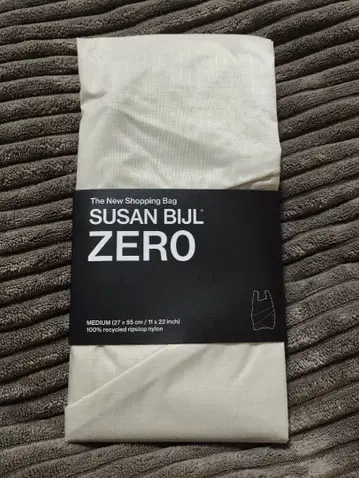 The New Shopping Bag
SUSAN BIJL®
ZERO
MEDIUM (27 x 55 cm / 11 x 22 inch)
100% recycled ripstop nylon